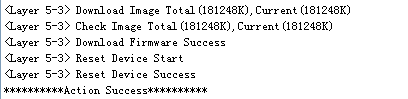 <Layer 5-3> Download Image Total(181248K),Current(181248K)
<Layer 5-3> Check Image Total(181248K),Current(181248K)
<Layer 5-3> Download Firmware Success
<Layer 5-3> Reset Device Start
<Layer 5-3> Reset Device Success
**********Action Success**********